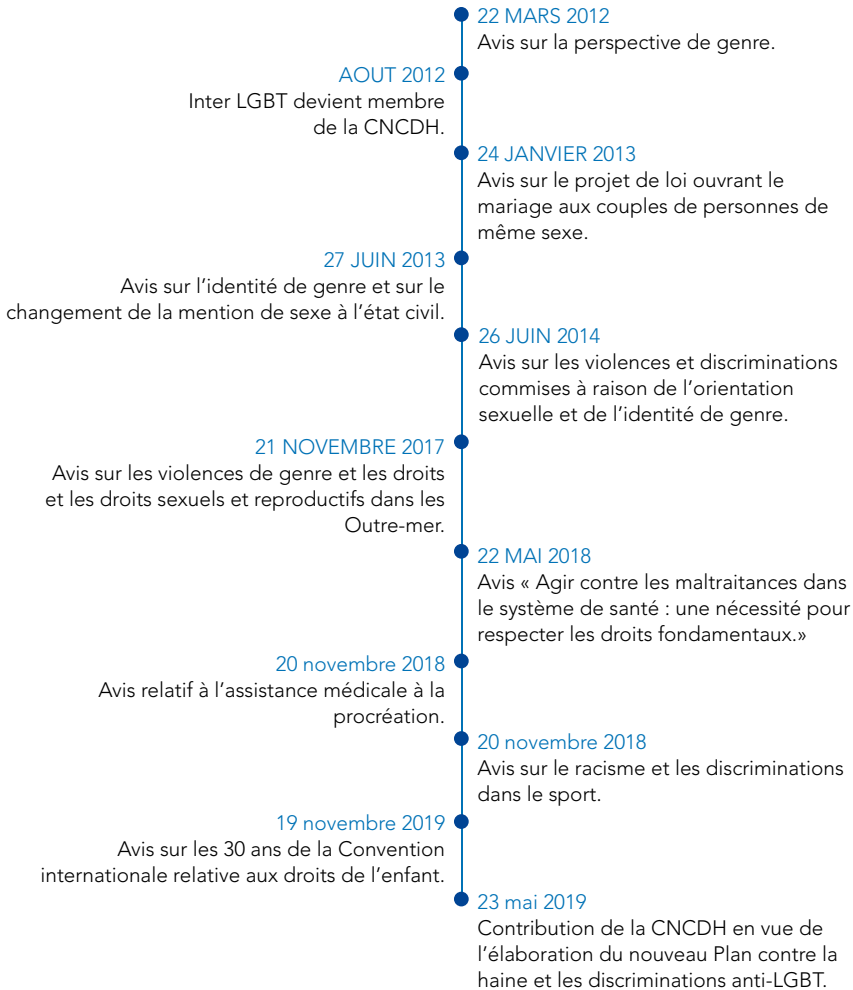 22 MARS 2012
Avis sur la perspective de genre.
AOUT 2012
Inter LGBT devient membre
de la CNCDH.
24 JANVIER 2013
Avis sur le projet de loi ouvrant le
mariage aux couples de personnes de
même sexe.
27 JUIN 2013
Avis sur l’identité de genre et sur le
changement de la mention de sexe à l’état civil.
26 JUIN 2014
Avis sur les violences et discriminations
commises à raison de l’orientation
sexuelle et de l’identité de genre.
21 NOVEMBRE 2017
Avis sur les violences de genre et les droits
et les droits sexuels et reproductifs dans les
Outre-mer.
22 MAI 2018
Avis « Agir contre les maltraitances dans
le système de santé : une nécessité pour
respecter les droits fondamentaux.»
20 novembre 2018
Avis relatif à l’assistance médicale à la
procréation.
20 novembre 2018
Avis sur le racisme et les discriminations
dans le sport.
19 novembre 2019
Avis sur les 30 ans de la Convention
internationale relative aux droits de l’enfant.
23 mai 2019
Contribution de la CNCDH en vue de
l’élaboration du nouveau Plan contre la
haine et les discriminations anti-LGBT.